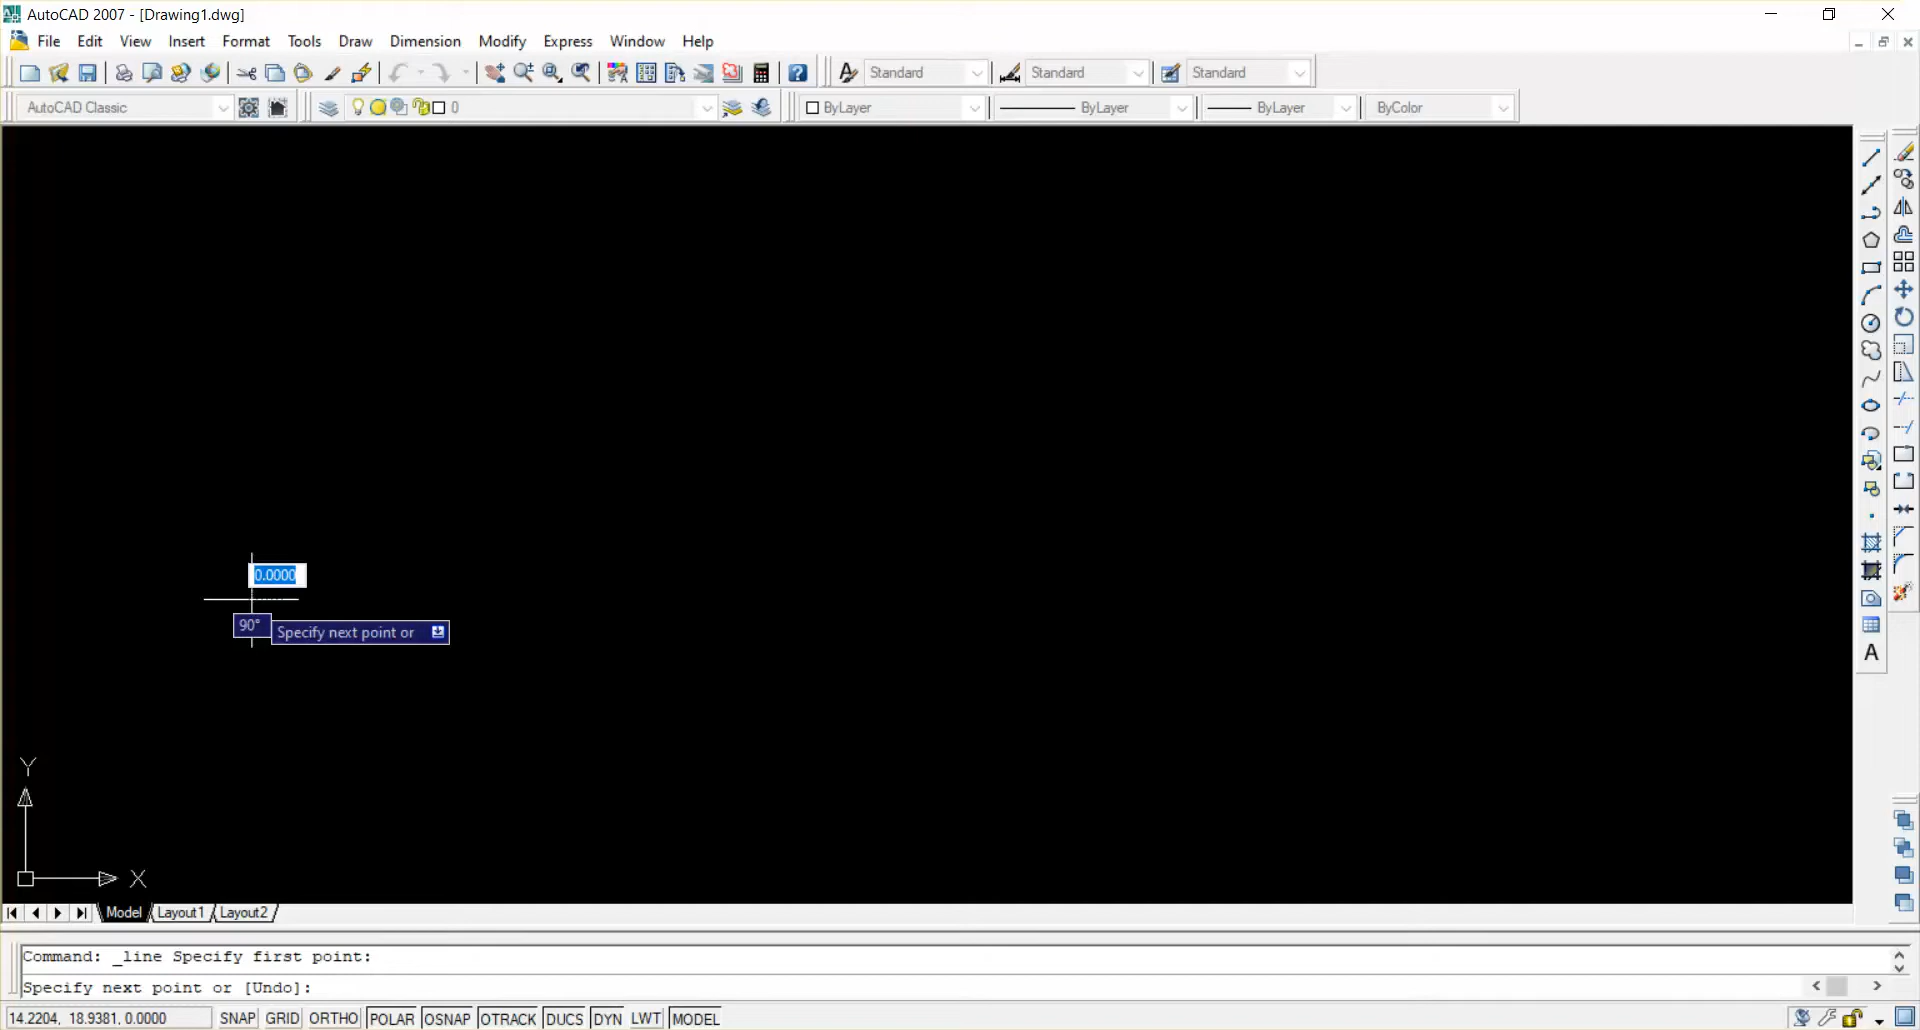 AutoCAD 2007 - [Drawing1.dwg]
File Edit View Insert Format Tools Draw Dimension Modify Express Window Help
Standard Standard Standard
AutoCAD Classic 0 ByLayer ByLayer ByLayer ByColor
0.0000
90° Specify next point or
A
Y
X
Model Layout1 Layout2
Command: _line Specify first point:
Specify next point or [Undo]:
14.2204, 18.9381, 0.0000 SNAP GRID ORTHO POLAR OSNAP OTRACK DUCS DYN LWT MODEL